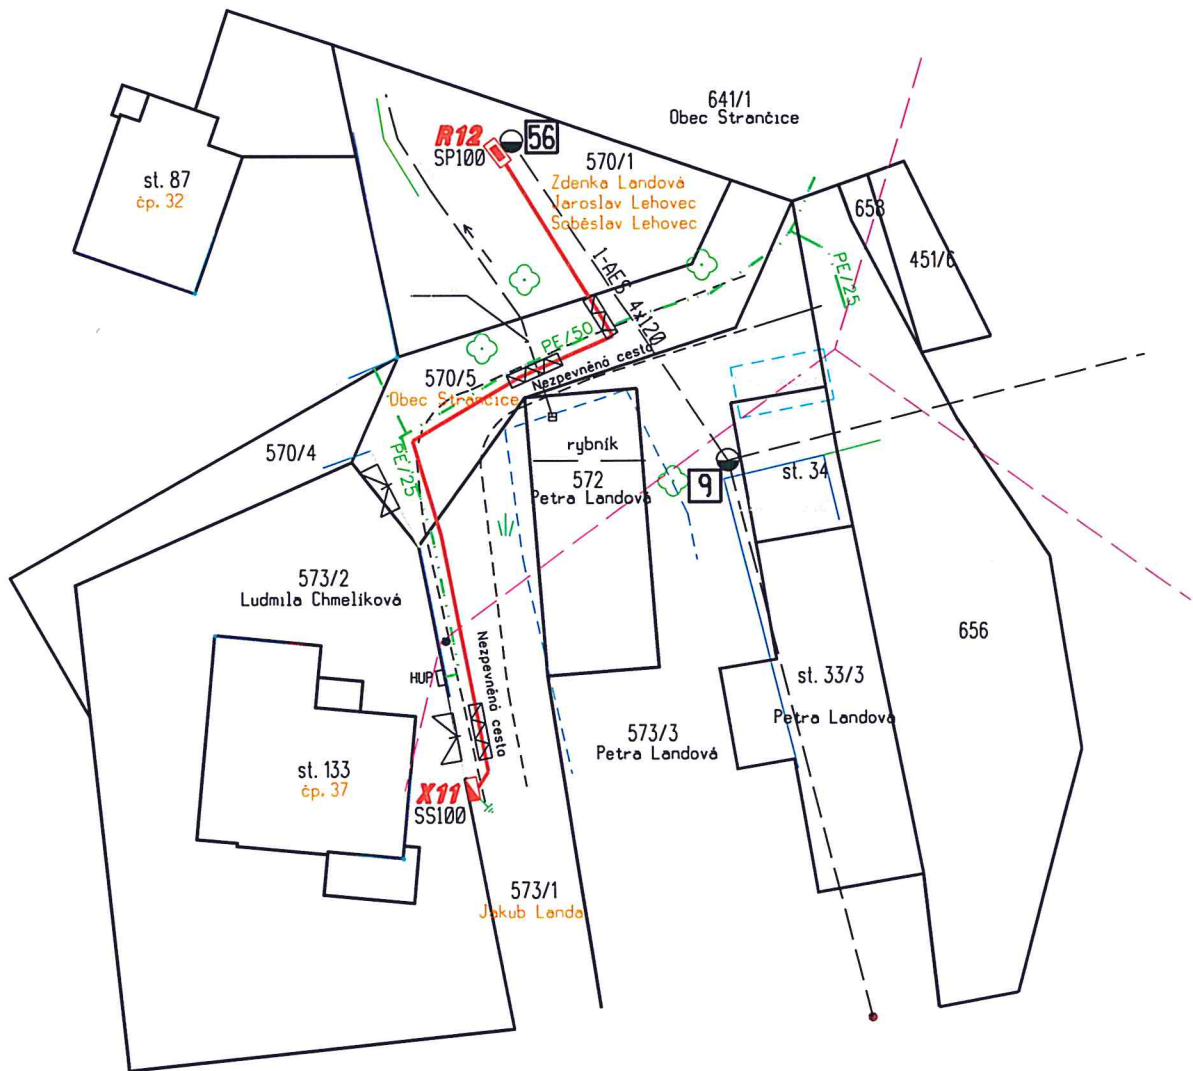 641/1
Obec Strančice
R12
SP100
56
570/1
Zdenka Landová
Jaroslav Lehovec
Soběslav Lehovec
st. 87
čp. 32
658
451/6
1-AES 4x120
PE/25
PE/50
Nezpevněná cesta
570/5
Obec Strančice
570/4
PE/25
rybník
572
Petra Landová
9
st. 34
573/2
Ludmila Chmelíková
656
HUP
Nezpevněná cesta
st. 33/3
Petra Landová
573/3
Petra Landová
st. 133
čp. 37
X11
SS100
573/1
Jakub Landa